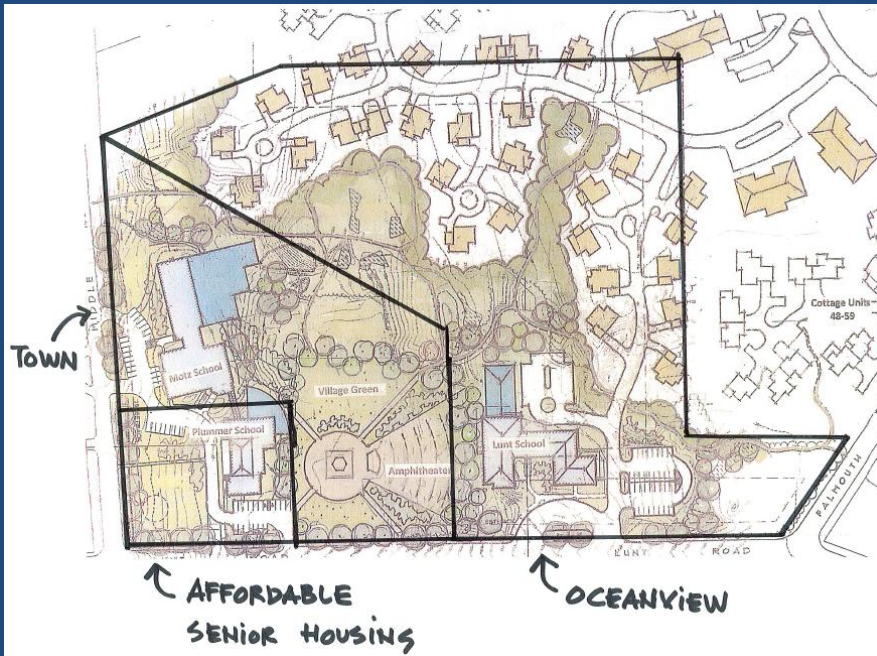 Cottage Units
48-59
MIDDLE
TOWN
Motz School
Village Green
Plummer School
Lunt School
Amphitheater
FALMOUTH
LUNT ROAD
AFFORDABLE
SENIOR HOUSING
OCEANVIEW